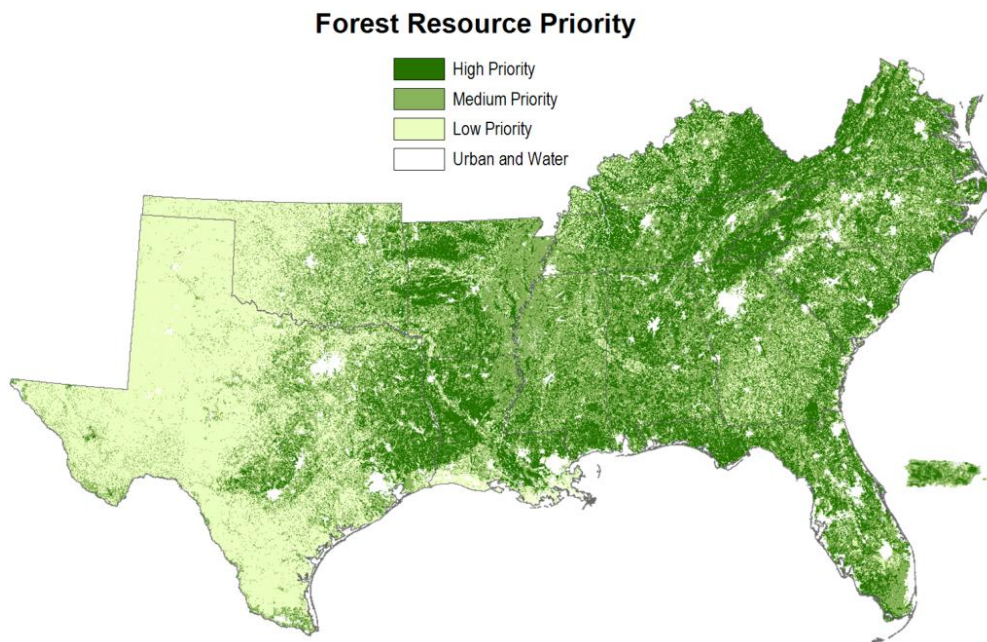 Forest Resource Priority
High Priority
Medium Priority
Low Priority
Urban and Water